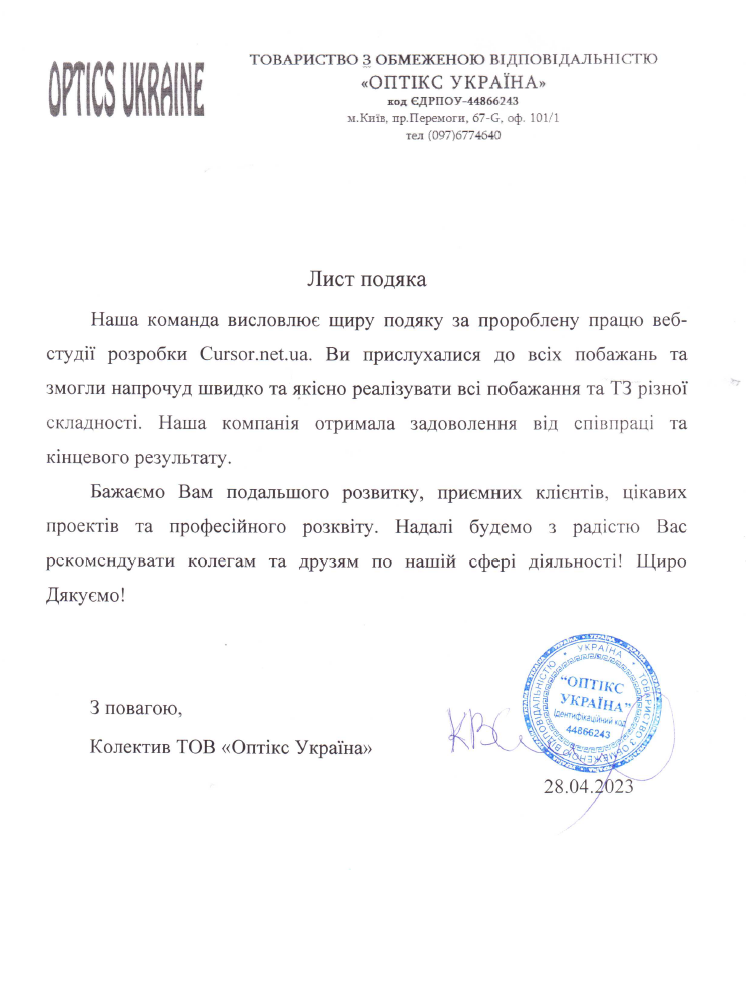 OPTICS UKRAINE
ТОВАРИСТВО З ОБМЕЖЕНОЮ ВІДПОВІДАЛЬНІСТЮ
«ОПТІКС УКРАЇНА»
код ЄДРПОУ-44866243
м.Київ, пр.Перемоги, 67-G, оф. 101/1
тел (097)6774640
Лист подяка
Наша команда висловлює щиру подяку за пророблену працю веб-
студії розробки Cursor.net.ua. Ви прислухалися до всіх побажань та
змогли напрочуд швидко та якісно реалізувати всі побажання та ТЗ різної
складності. Наша компанія отримала задоволення від співпраці та
кінцевого результату.
Бажаємо Вам подальшого розвитку, приємних клієнтів, цікавих
проектів та професійного розквіту. Надалі будемо з радістю Вас
рекомендувати колегам та друзям по нашій сфері діяльності! Щиро
Дякуємо!
УКРАЇНА * ТОВАРИСТВО З ОБМЕЖЕНОЮ ВІДПОВІДАЛЬНІСТЮ *
"ОПТІКС
УКРАЇНА"
Ідентифікаційний код
44866243
З повагою,
Колектив ТОВ «Оптікс Україна»
28.04.2023